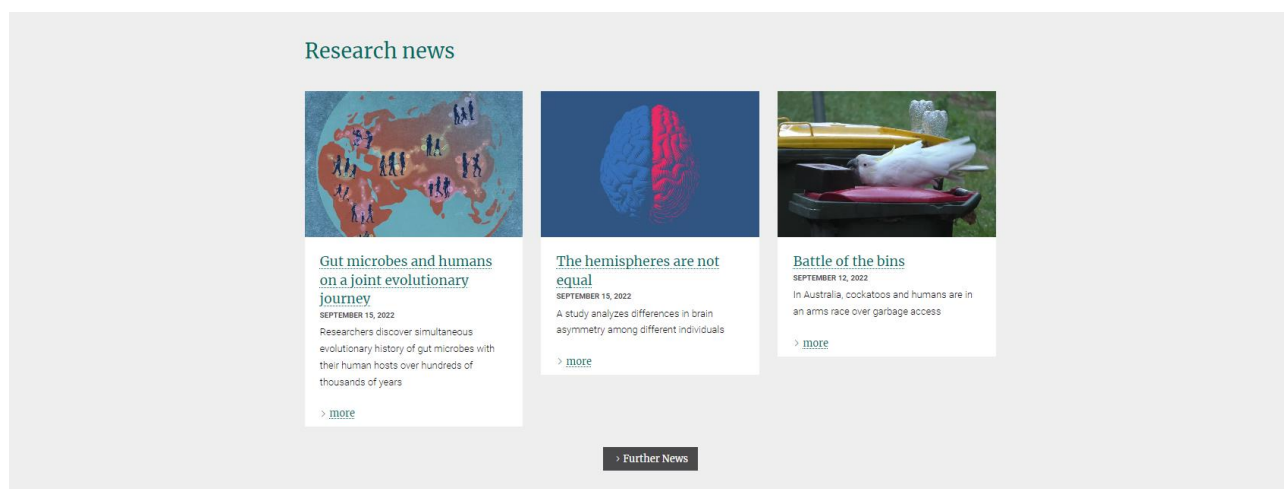 Research news
Gut microbes and humans
on a joint evolutionary
journey
SEPTEMBER 15, 2022
Researchers discover simultaneous
evolutionary history of gut microbes with
their human hosts over hundreds of
thousands of years
> more
The hemispheres are not
equal
SEPTEMBER 15, 2022
A study analyzes differences in brain
asymmetry among different individuals
> more
Battle of the bins
SEPTEMBER 12, 2022
In Australia, cockatoos and humans are in
an arms race over garbage access
> more
> Further News